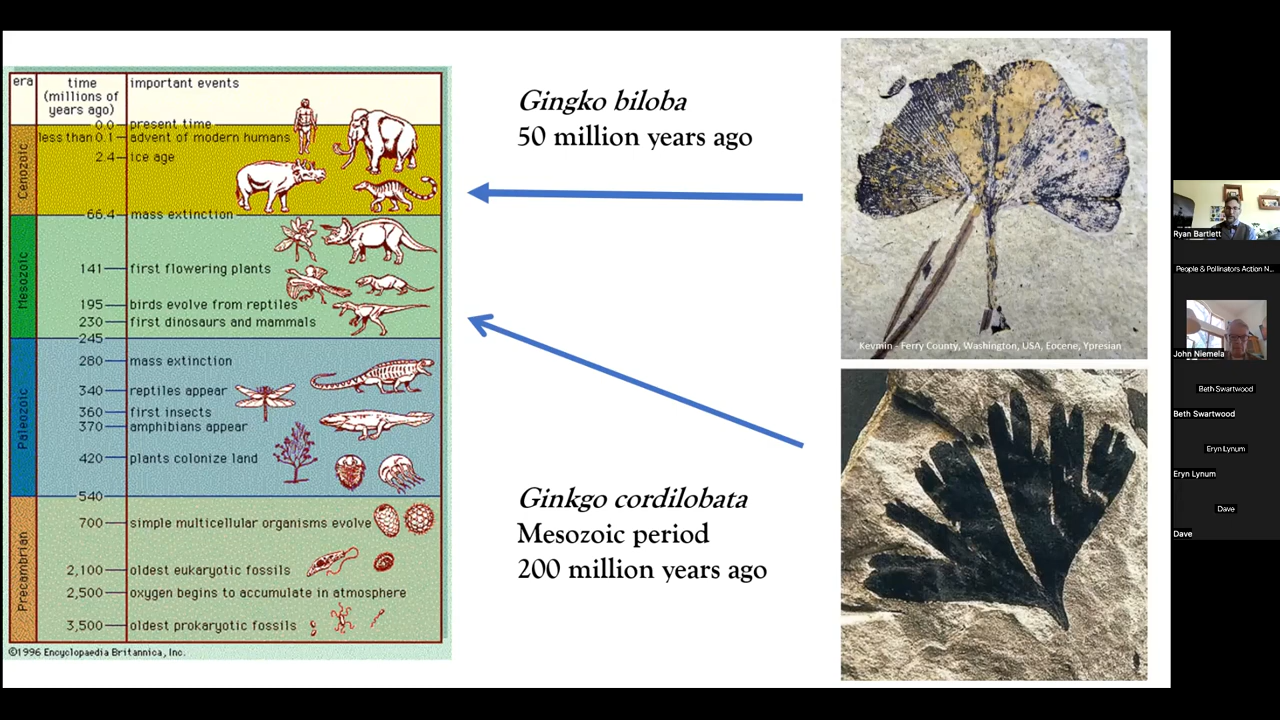 era
time
(millions of
years ago)
important events
0.0 present time
less than 0.1 advent of modern humans
2.4 ice age
Cenozoic
66.4 mass extinction
141 first flowering plants
Mesozoic
195 birds evolve from reptiles
230 first dinosaurs and mammals
245
280 mass extinction
340 reptiles appear
360 first insects
370 amphibians appear
Paleozoic
420 plants colonize land
540
700 simple multicellular organisms evolve
2,100 oldest eukaryotic fossils
Precambrian
2,500 oxygen begins to accumulate in atmosphere
3,500 oldest prokaryotic fossils
©1996 Encyclopaedia Britannica, Inc.
Gingko biloba
50 million years ago
Ginkgo cordilobata
Mesozoic period
200 million years ago
Kevmin - Ferry County, Washington, USA, Eocene, Ypresian
Ryan Bartlett
People & Pollinators Action N...
John Niemela
Beth Swartwood
Beth Swartwood
Eryn Lynum
Eryn Lynum
Dave
Dave